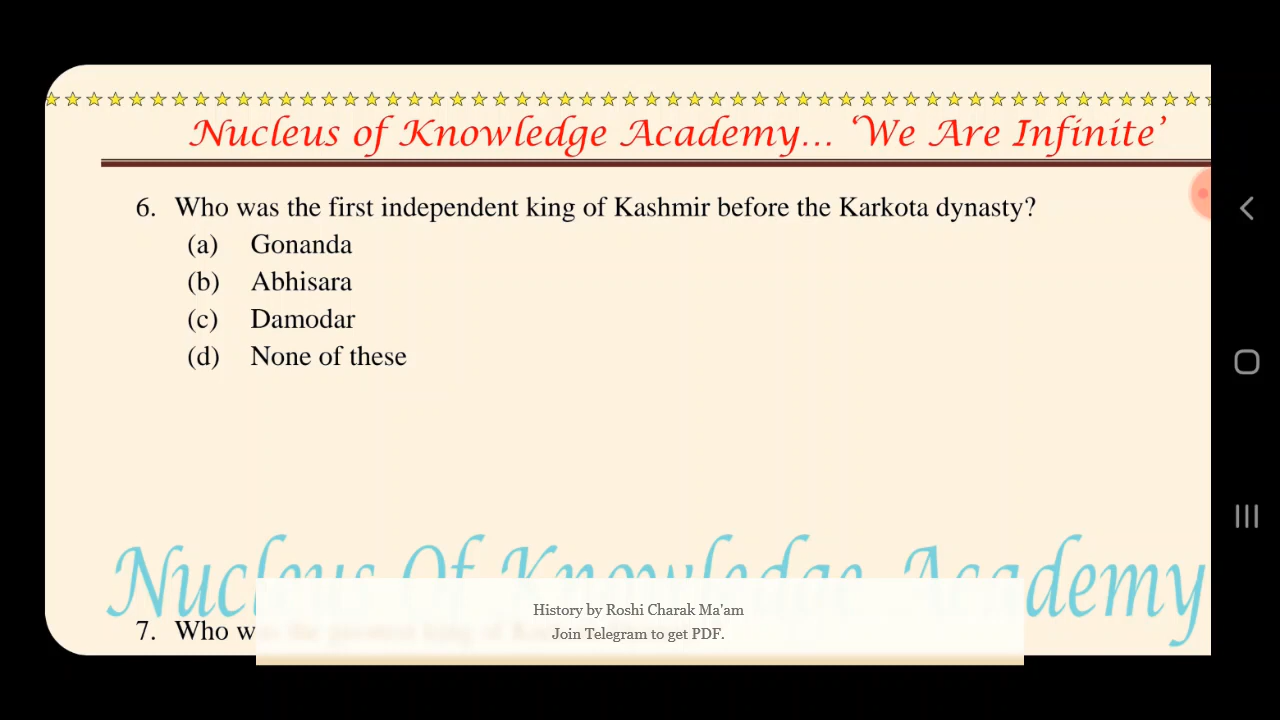 Nucleus of Knowledge Academy... 'We Are Infinite'
6. Who was the first independent king of Kashmir before the Karkota dynasty?
(a) Gonanda
(b) Abhisara
(c) Damodar
(d) None of these
Nucleus Of Knowledge Academy
7. Who w
History by Roshi Charak Ma'am
Join Telegram to get PDF.